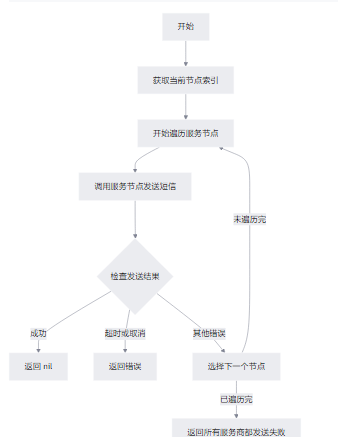 开始
获取当前节点索引
开始遍历服务节点
调用服务节点发送短信
未遍历完
检查发送结果
成功
超时或取消
其他错误
返回 nil
返回错误
选择下一个节点
已遍历完
返回所有服务商都发送失败